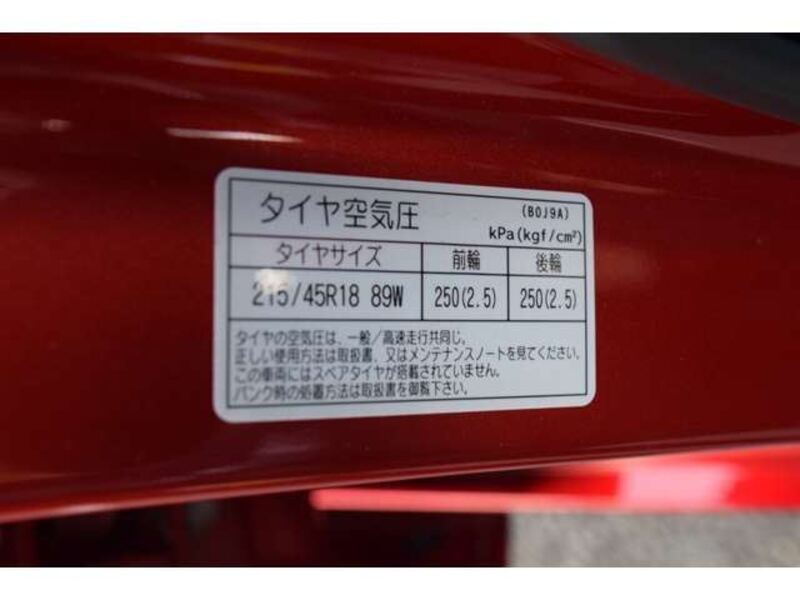 タイヤ空気圧 (B0J9A)
kPa(kgf/cm²)
タイヤサイズ 前輪 後輪
215/45R18 89W 250(2.5) 250(2.5)
タイヤの空気圧は、一般/高速走行共同じ。
正しい使用方法は取扱書、又はメンテナンスノートを見てください。
この車両にはスペアタイヤが搭載されていません。
パンク時の処置方法は取扱書を御覧下さい。